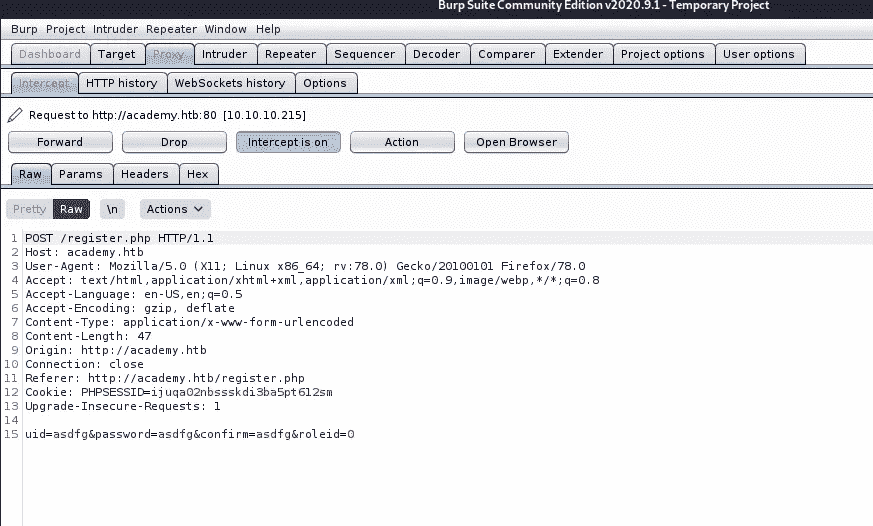 Burp Suite Community Edition v2020.9.1 - Temporary Project
Burp Project Intruder Repeater Window Help
Dashboard Target Proxy Intruder Repeater Sequencer Decoder Comparer Extender Project options User options
Intercept HTTP history WebSockets history Options
Request to http://academy.htb:80 [10.10.10.215]
Forward Drop Intercept is on Action Open Browser
Raw Params Headers Hex
Pretty Raw \n Actions
1 POST /register.php HTTP/1.1
2 Host: academy.htb
3 User-Agent: Mozilla/5.0 (X11; Linux x86_64; rv:78.0) Gecko/20100101 Firefox/78.0
4 Accept: text/html,application/xhtml+xml,application/xml;q=0.9,image/webp,*/*;q=0.8
5 Accept-Language: en-US,en;q=0.5
6 Accept-Encoding: gzip, deflate
7 Content-Type: application/x-www-form-urlencoded
8 Content-Length: 47
9 Origin: http://academy.htb
10 Connection: close
11 Referer: http://academy.htb/register.php
12 Cookie: PHPSESSID=ijuqa02nbssskdi3ba5pt612sm
13 Upgrade-Insecure-Requests: 1
14
15 uid=asdfg&password=asdfg&confirm=asdfg&roleid=0